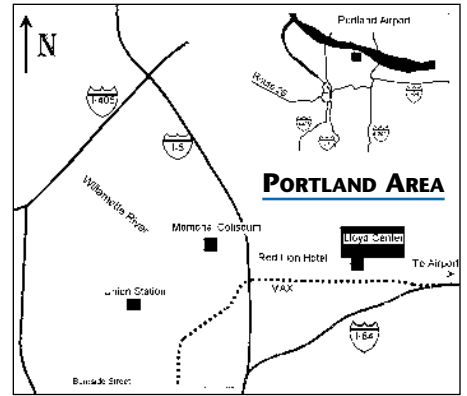 Portland Airport
N
Route 26
I-405
I-5
PORTLAND AREA
Willamette River
Memorial Coliseum
Lloyd Center
Red Lion Hotel
To Airport
Union Station
MAX
I-84
Burnside Street